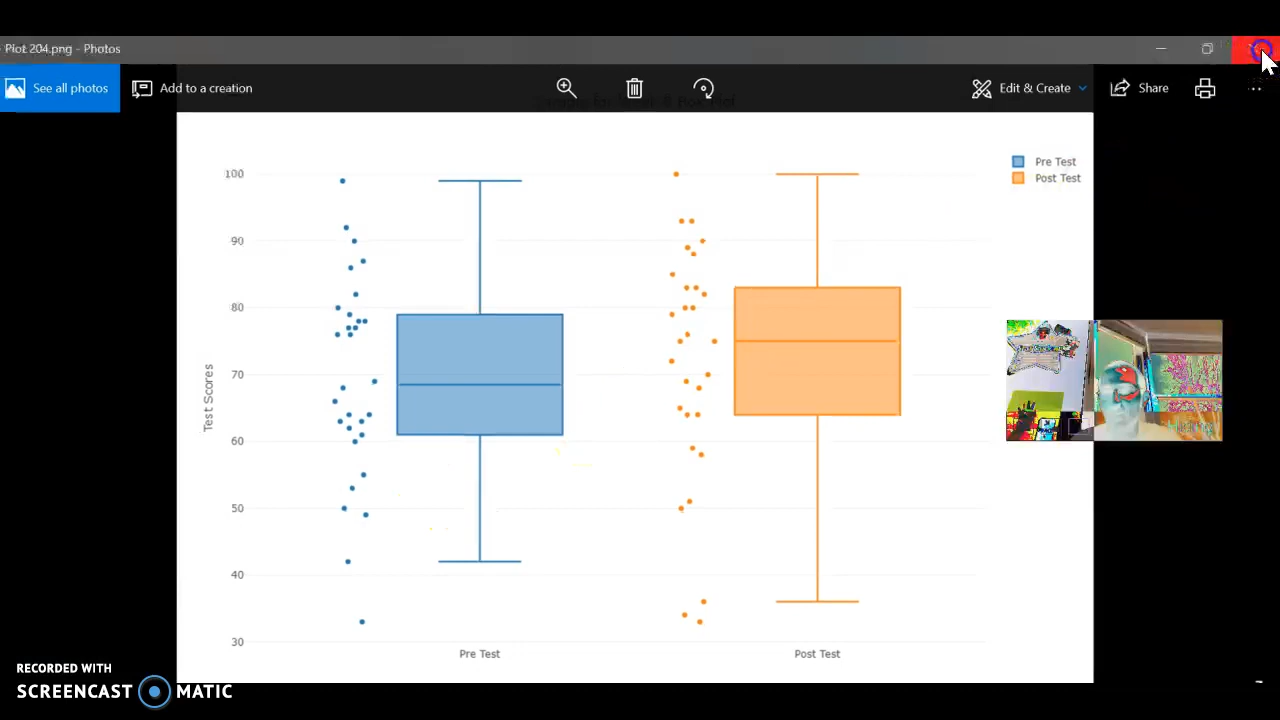 Plot 204.png - Photos
See all photos
Add to a creation
Edit & Create
Share
Pre Test
Post Test
100
90
80
70
60
50
40
30
Test Scores
Pre Test
Post Test
RECORDED WITH
SCREENCAST MATIC